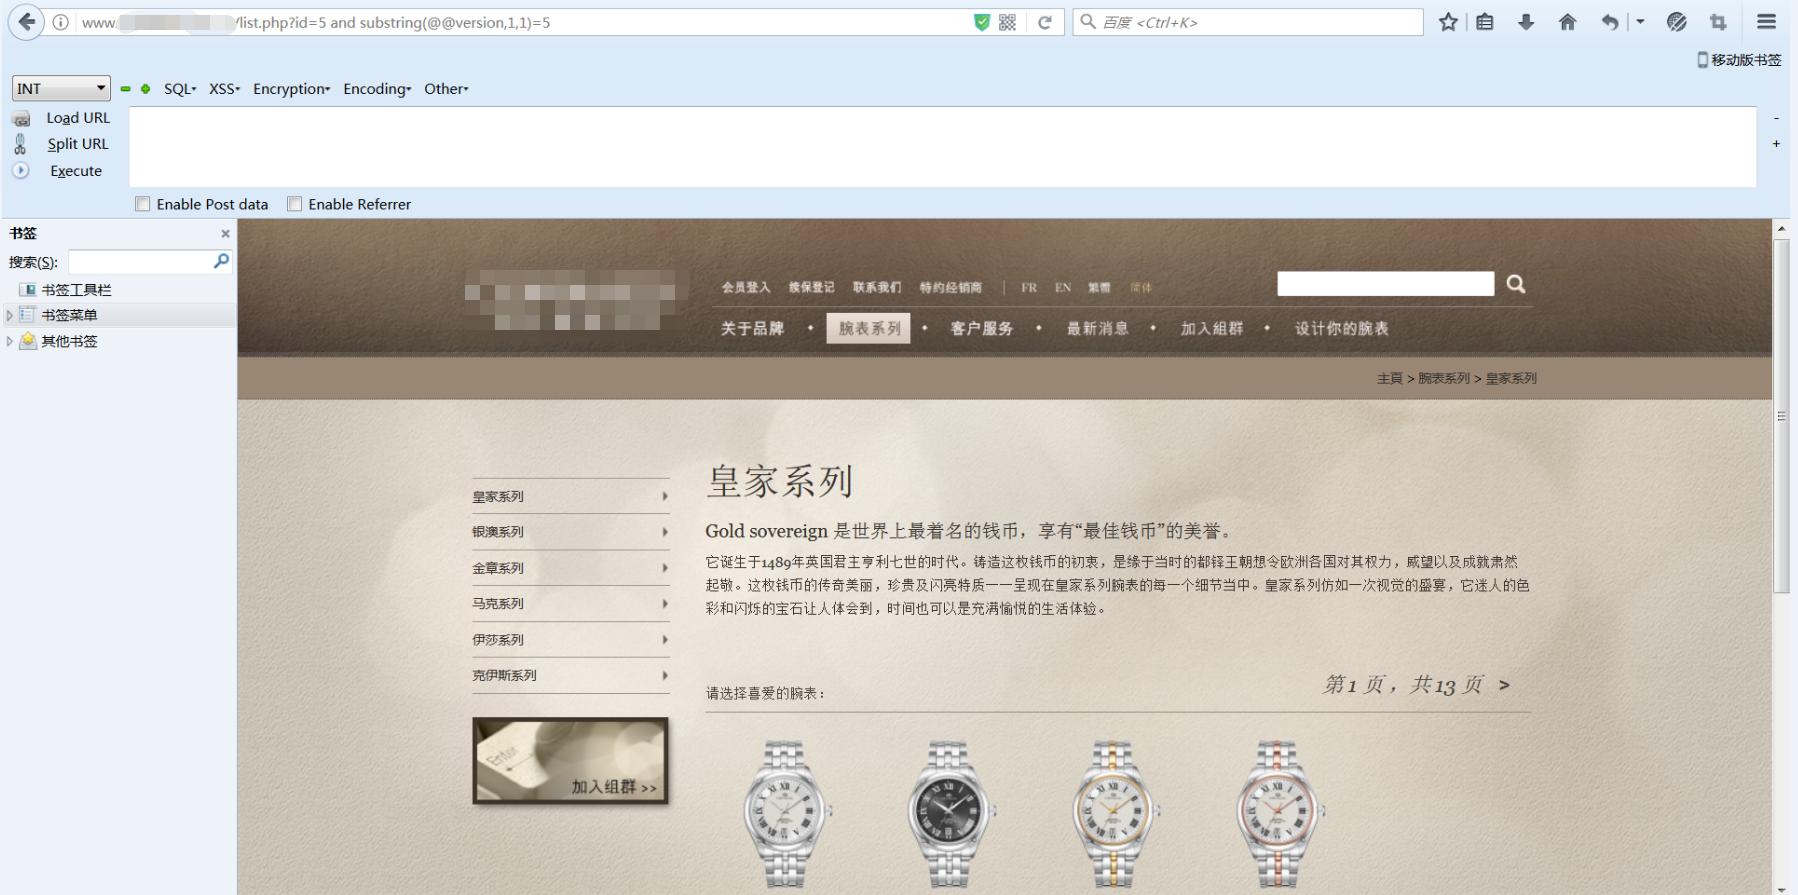 www. /list.php?id=5 and substring(@@version,1,1)=5
百度 <Ctrl+K>
移动版书签
INT
SQL
XSS
Encryption
Encoding
Other
Load URL
Split URL
Execute
-
+
Enable Post data
Enable Referrer
书签
搜索(S):
书签工具栏
书签菜单
其他书签
会员登入 续保登记 联系我们 特约经销商 | FR EN 繁體 简体
关于品牌 • 腕表系列 • 客户服务 • 最新消息 • 加入组群 • 设计你的腕表
主頁 > 腕表系列 > 皇家系列
皇家系列
银澳系列
金章系列
马克系列
伊莎系列
克伊斯系列
加入组群 >>
皇家系列
Gold sovereign 是世界上最着名的钱币，享有“最佳钱币”的美誉。
它诞生于1489年英国君主亨利七世的时代。铸造这枚钱币的初衷，是缘于当时的都铎王朝想令欧洲各国对其权力，威望以及成就肃然
起敬。这枚钱币的传奇美丽，珍贵及闪亮特质一一呈现在皇家系列腕表的每一个细节当中。皇家系列仿如一次视觉的盛宴，它迷人的色
彩和闪烁的宝石让人体会到，时间也可以是充满愉悦的生活体验。
请选择喜爱的腕表：
第1 页，共13 页 >